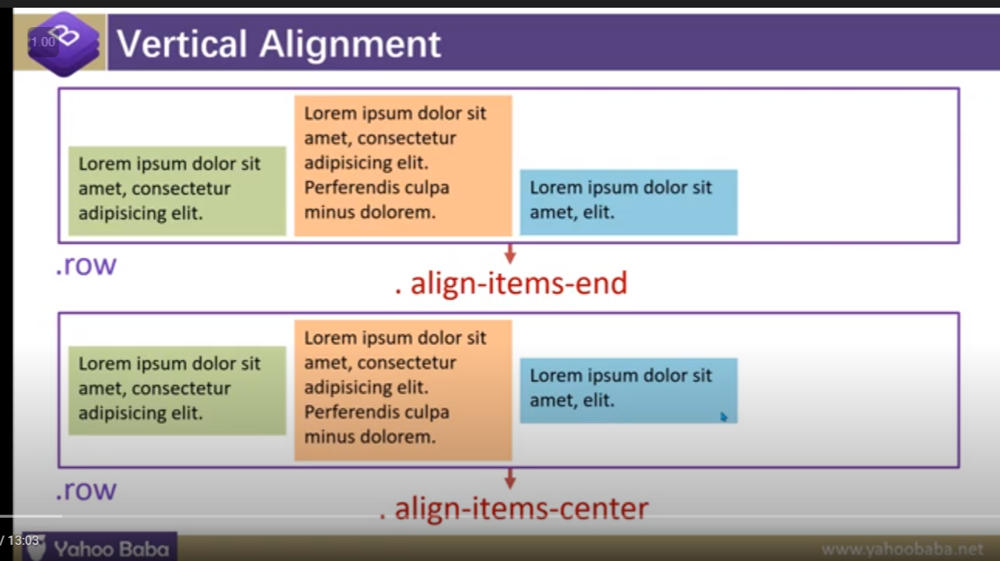 1.00
Vertical Alignment
Lorem ipsum dolor sit
amet, consectetur
adipisicing elit.
Lorem ipsum dolor sit
amet, consectetur
adipisicing elit.
Perferendis culpa
minus dolorem.
Lorem ipsum dolor sit
amet, elit.
.row
. align-items-end
Lorem ipsum dolor sit
amet, consectetur
adipisicing elit.
Lorem ipsum dolor sit
amet, consectetur
adipisicing elit.
Perferendis culpa
minus dolorem.
Lorem ipsum dolor sit
amet, elit.
.row
. align-items-center
/ 13:03
Yahoo Baba
www.yahoobaba.net